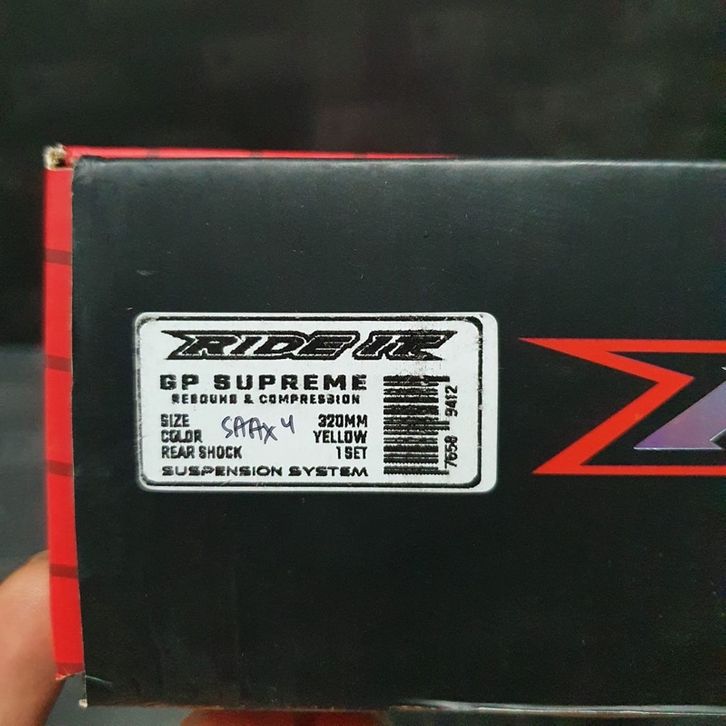 RIDE IT
GP SUPREME
REBOUND & COMPRESSION
SIZE 320MM
COLOR SAAX 4 YELLOW
REAR SHOCK 1 SET
SUSPENSION SYSTEM
7658 9412